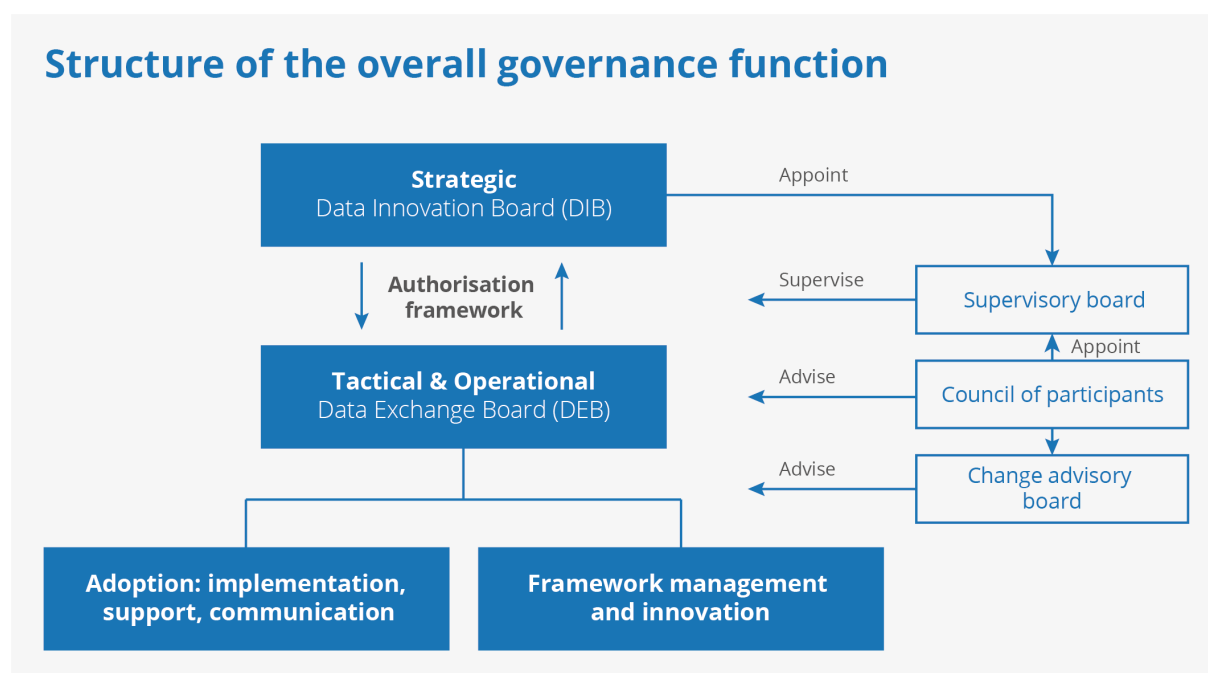 Structure of the overall governance function
Strategic
Data Innovation Board (DIB)
Appoint
Authorisation
framework
Supervise
Supervisory board
Appoint
Tactical & Operational
Data Exchange Board (DEB)
Advise
Council of participants
Advise
Change advisory
board
Adoption: implementation,
support, communication
Framework management
and innovation